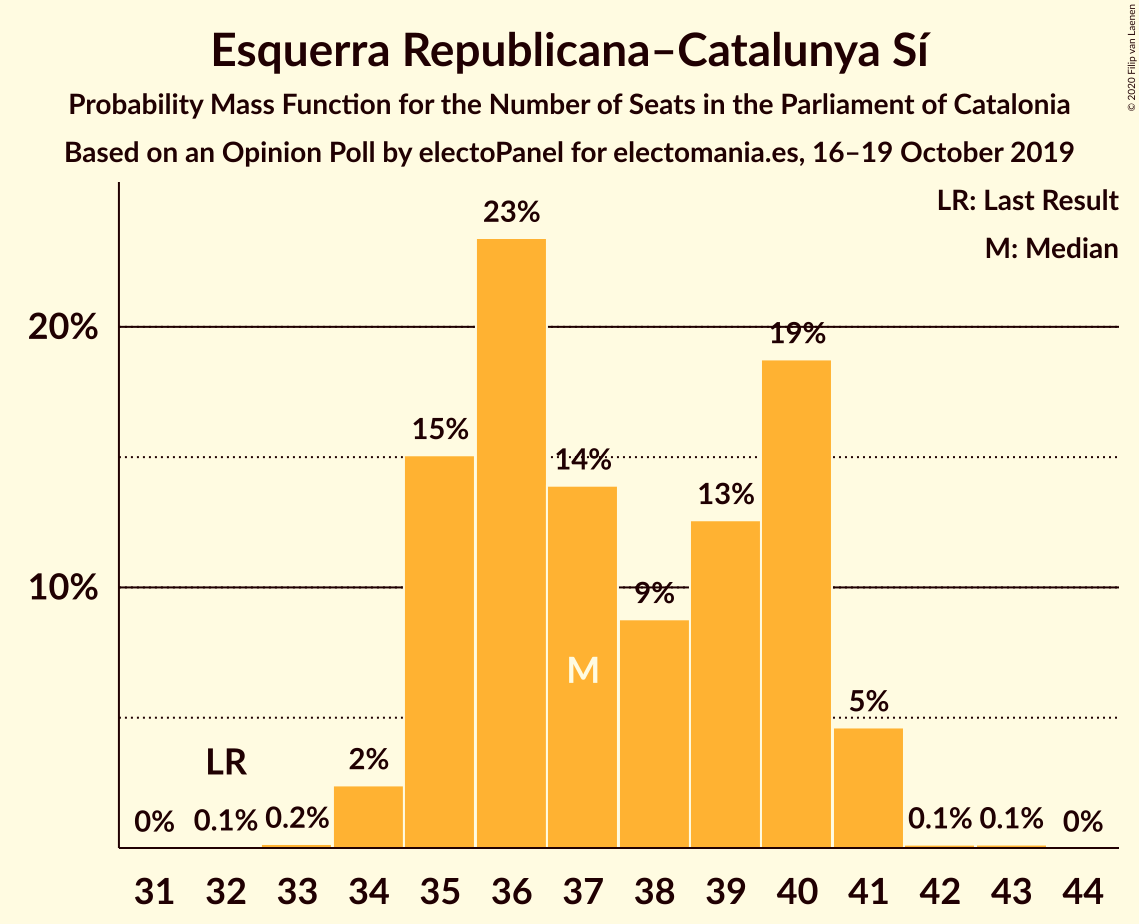 Esquerra Republicana–Catalunya Sí
Probability Mass Function for the Number of Seats in the Parliament of Catalonia
Based on an Opinion Poll by electoPanel for electomania.es, 16–19 October 2019
© 2020 Filip van Laenen
LR: Last Result
M: Median
20%
10%
0%
0.1%
0.2%
2%
15%
23%
14%
9%
13%
19%
5%
0.1%
0.1%
0%
LR
M
31 32 33 34 35 36 37 38 39 40 41 42 43 44